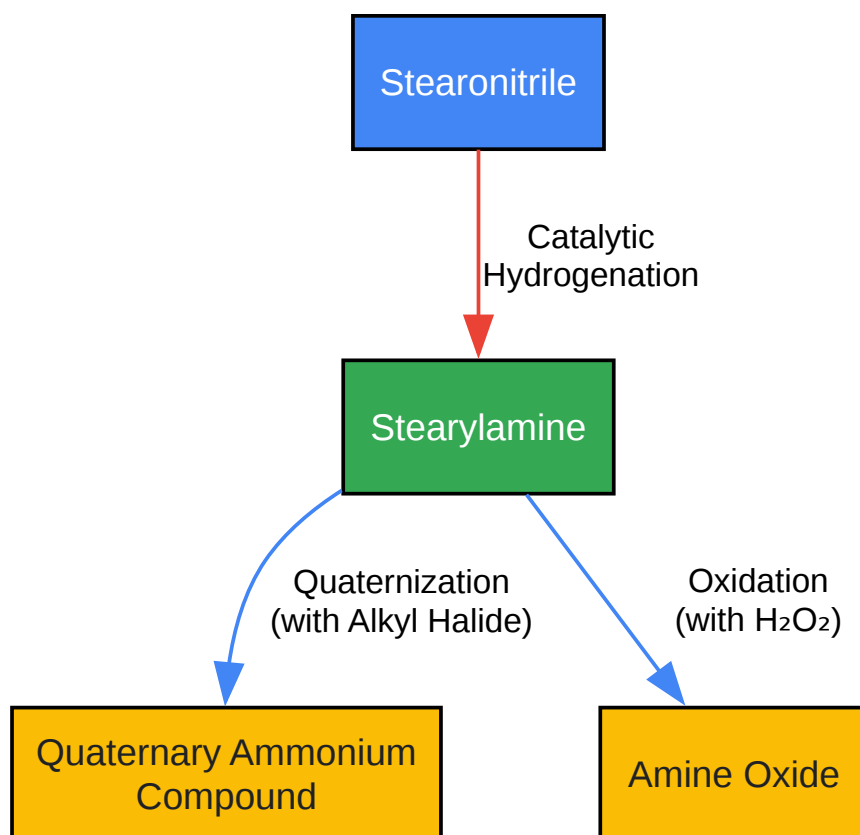 Stearonitrile
Catalytic
Hydrogenation
Stearylamine
Quaternization
(with Alkyl Halide)
Oxidation
(with H₂O₂)
Quaternary Ammonium
Compound
Amine Oxide